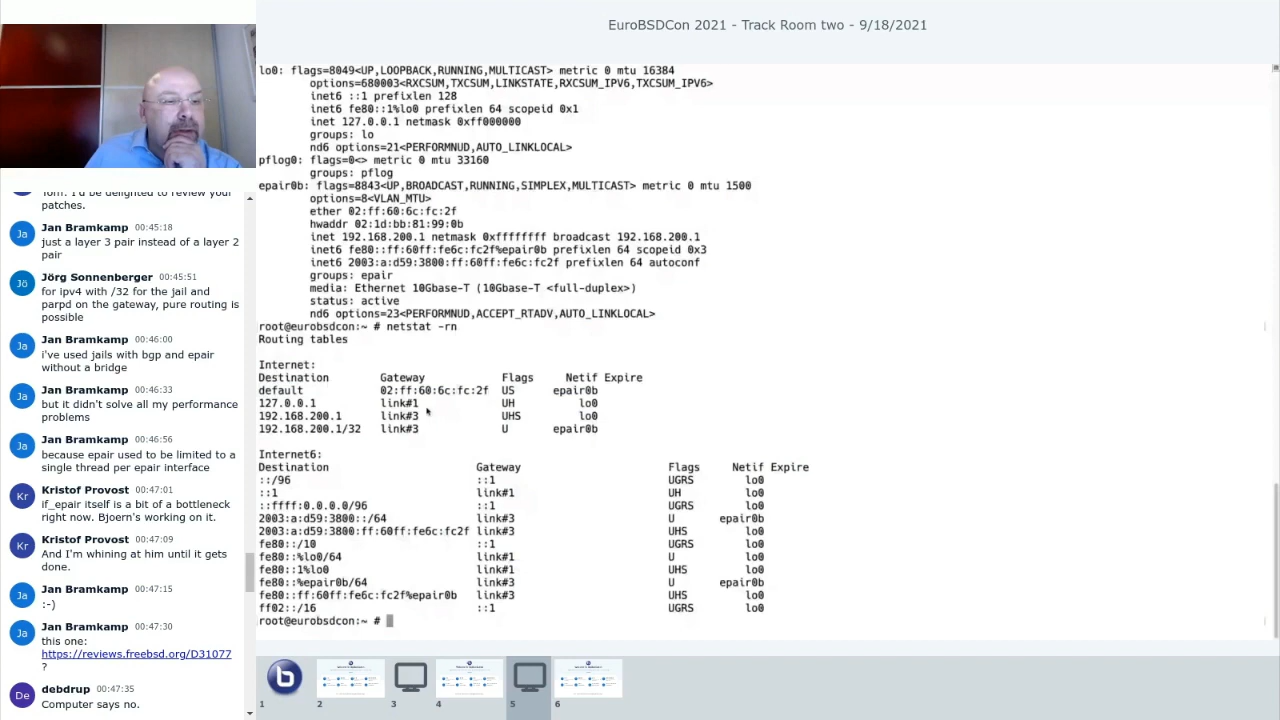 EuroBSDCon 2021 - Track Room two - 9/18/2021
Tom: I'd be delighted to review your
patches.
Jan Bramkamp 00:45:18
Ja
just a layer 3 pair instead of a layer 2
pair
Jörg Sonnenberger 00:45:51
Jö
for ipv4 with /32 for the jail and
parpd on the gateway, pure routing is
possible
Jan Bramkamp 00:46:00
Ja
i've used jails with bgp and epair
without a bridge
Jan Bramkamp 00:46:33
Ja
but it didn't solve all my performance
problems
Jan Bramkamp 00:46:56
Ja
because epair used to be limited to a
single thread per epair interface
Kristof Provost 00:47:01
Kr
if_epair itself is a bit of a bottleneck
right now. Bjoern's working on it.
Kristof Provost 00:47:09
Kr
And I'm whining at him until it gets
done.
Jan Bramkamp 00:47:15
Ja
:-)
Jan Bramkamp 00:47:30
Ja
this one:
https://reviews.freebsd.org/D31077
?
debdrup 00:47:35
De
Computer says no.
lo0: flags=8049<UP,LOOPBACK,RUNNING,MULTICAST> metric 0 mtu 16384
options=680003<RXCSUM,TXCSUM,LINKSTATE,RXCSUM_IPV6,TXCSUM_IPV6>
inet6 ::1 prefixlen 128
inet6 fe80::1%lo0 prefixlen 64 scopeid 0x1
inet 127.0.0.1 netmask 0xff000000
groups: lo
nd6 options=21<PERFORMNUD,AUTO_LINKLOCAL>
pflog0: flags=0<> metric 0 mtu 33160
groups: pflog
epair0b: flags=8843<UP,BROADCAST,RUNNING,SIMPLEX,MULTICAST> metric 0 mtu 1500
options=8<VLAN_MTU>
ether 02:ff:60:6c:fc:2f
hwaddr 02:1d:bb:81:99:0b
inet 192.168.200.1 netmask 0xffffffff broadcast 192.168.200.1
inet6 fe80::ff:60ff:fe6c:fc2f%epair0b prefixlen 64 scopeid 0x3
inet6 2003:a:d59:3800:ff:60ff:fe6c:fc2f prefixlen 64 autoconf
groups: epair
media: Ethernet 10Gbase-T (10Gbase-T <full-duplex>)
status: active
nd6 options=23<PERFORMNUD,ACCEPT_RTADV,AUTO_LINKLOCAL>
root@eurobsdcon:~ # netstat -rn
Routing tables
Internet:
Destination Gateway Flags Netif Expire
default 02:ff:60:6c:fc:2f US epair0b
127.0.0.1 link#1 UH lo0
192.168.200.1 link#3 UHS lo0
192.168.200.1/32 link#3 U epair0b
Internet6:
Destination Gateway Flags Netif Expire
::/96 ::1 UGRS lo0
::1 link#1 UH lo0
::ffff:0.0.0.0/96 ::1 UGRS lo0
2003:a:d59:3800::/64 link#3 U epair0b
2003:a:d59:3800:ff:60ff:fe6c:fc2f link#3 UHS lo0
fe80::/10 ::1 UGRS lo0
fe80::%lo0/64 link#1 U lo0
fe80::1%lo0 link#1 UHS lo0
fe80::%epair0b/64 link#3 U epair0b
fe80::ff:60ff:fe6c:fc2f%epair0b link#3 UHS lo0
ff02::/16 ::1 UGRS lo0
root@eurobsdcon:~ #
b
1 2 3 4 5 6